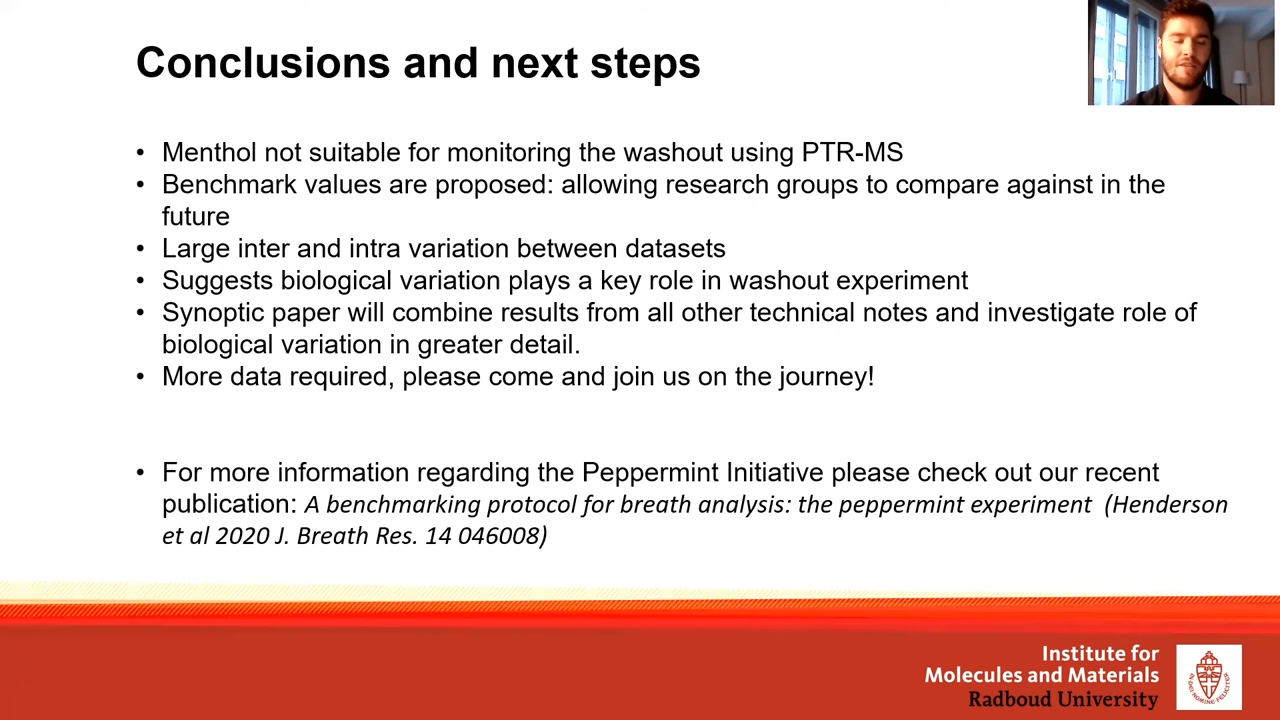 Conclusions and next steps
• Menthol not suitable for monitoring the washout using PTR-MS
• Benchmark values are proposed: allowing research groups to compare against in the
future
• Large inter and intra variation between datasets
• Suggests biological variation plays a key role in washout experiment
• Synoptic paper will combine results from all other technical notes and investigate role of
biological variation in greater detail.
• More data required, please come and join us on the journey!
• For more information regarding the Peppermint Initiative please check out our recent
publication: A benchmarking protocol for breath analysis: the peppermint experiment (Henderson
et al 2020 J. Breath Res. 14 046008)
Institute for
Molecules and Materials
Radboud University